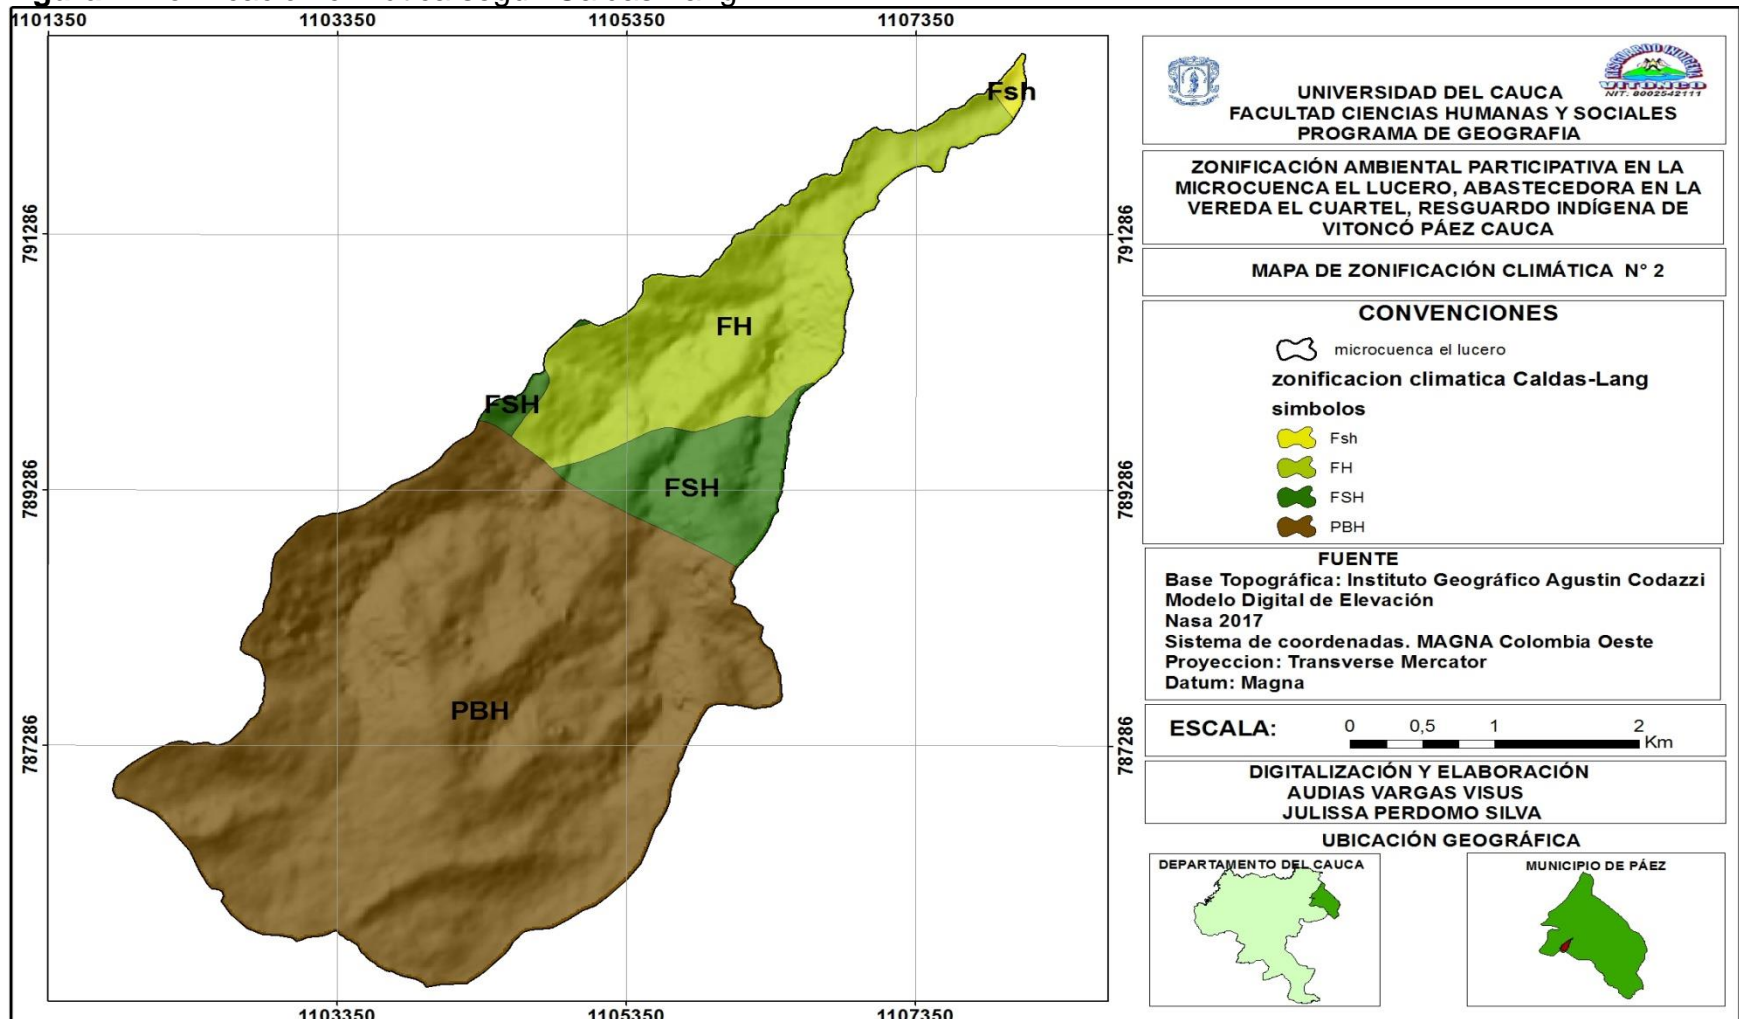 1101350
1103350
1105350
1107350
Fsh
FH
FSH
FSH
PBH
791286
789286
787286
791286
789286
787286
1103350
1105350
1107350
RESGUARDO INDIGENA
VITONCO
NIT. 0002542111
UNIVERSIDAD DEL CAUCA
FACULTAD CIENCIAS HUMANAS Y SOCIALES
PROGRAMA DE GEOGRAFIA
ZONIFICACIÓN AMBIENTAL PARTICIPATIVA EN LA
MICROCUENCA EL LUCERO, ABASTECEDORA EN LA
VEREDA EL CUARTEL, RESGUARDO INDÍGENA DE
VITONCÓ PÁEZ CAUCA
MAPA DE ZONIFICACIÓN CLIMÁTICA N° 2
CONVENCIONES
microcuenca el lucero
zonificacion climatica Caldas-Lang
simbolos
Fsh
FH
FSH
PBH
FUENTE
Base Topográfica: Instituto Geográfico Agustin Codazzi
Modelo Digital de Elevación
Nasa 2017
Sistema de coordenadas. MAGNA Colombia Oeste
Proyeccion: Transverse Mercator
Datum: Magna
ESCALA:
0 0,5 1 2
Km
DIGITALIZACIÓN Y ELABORACIÓN
AUDIAS VARGAS VISUS
JULISSA PERDOMO SILVA
UBICACIÓN GEOGRÁFICA
DEPARTAMENTO DEL CAUCA
MUNICIPIO DE PÁEZ